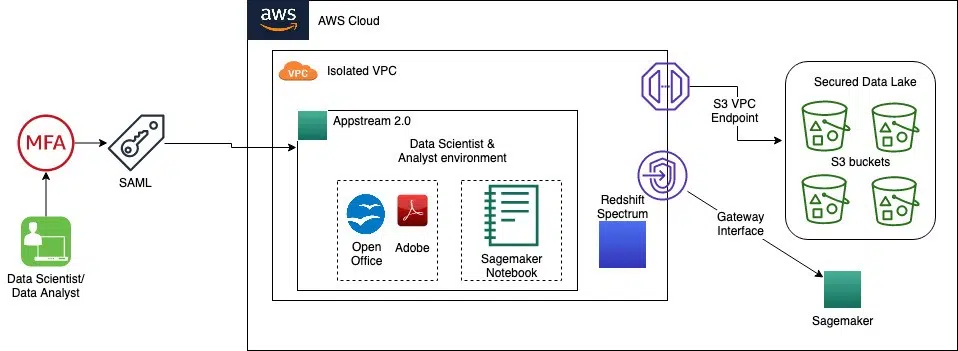 aws
AWS Cloud
VPC
Isolated VPC
Appstream 2.0
Data Scientist &
Analyst environment
Open
Office
Adobe
Sagemaker
Notebook
MFA
SAML
Data Scientist/
Data Analyst
Redshift
Spectrum
S3 VPC
Endpoint
Gateway
Interface
Secured Data Lake
S3 buckets
Sagemaker